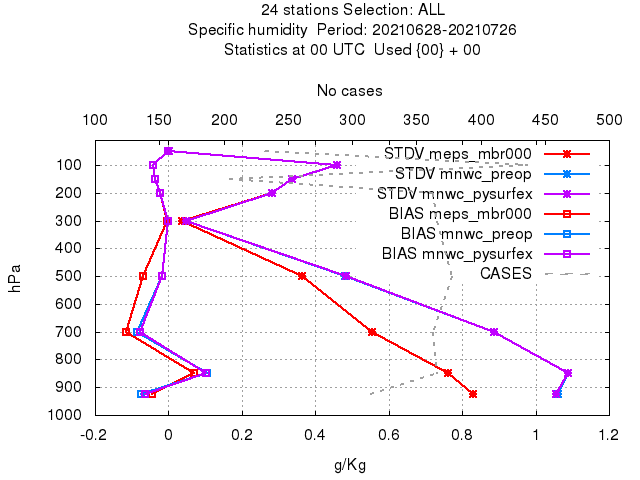 24 stations Selection: ALL
Specific humidity  Period: 20210628-20210726
Statistics at 00 UTC  Used {00} + 00
No cases
100 150 200 250 300 350 400 450 500
STDV meps_mbr000
STDV mnwc_preop
STDV mnwc_pysurfex
BIAS meps_mbr000
BIAS mnwc_preop
BIAS mnwc_pysurfex
CASES
hPa
100
200
300
400
500
600
700
800
900
1000
-0.2 0 0.2 0.4 0.6 0.8 1 1.2
g/Kg